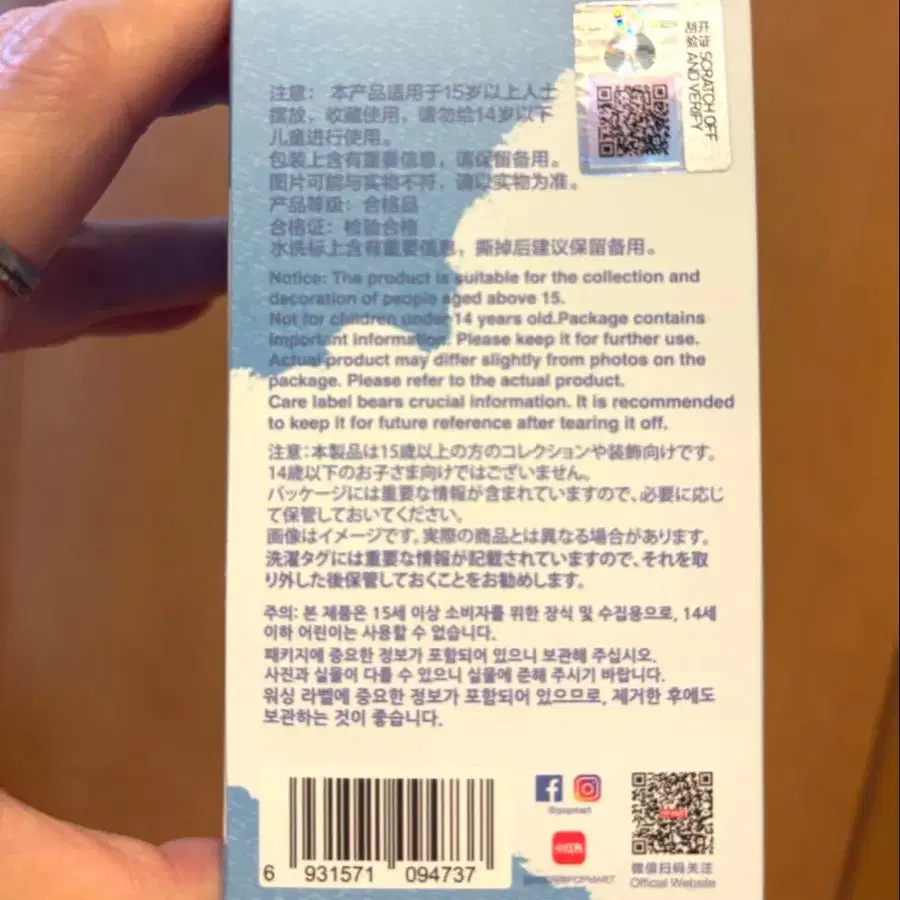 刮开
验证
SCRATCH OFF
AND VERIFY
注意： 本产品适用于15岁以上人士
摆放，收藏使用，请勿给14岁以下
儿童进行使用。
包装上含有重要信息，请保留备用。
图片可能与实物不符，请以实物为准。
产品等级：合格品
合格证：检验合格
水洗标上含有重要信息，撕掉后建议保留备用。
Notice: The product is suitable for the collection and
decoration of people aged above 15.
Not for children under 14 years old.Package contains
important information. Please keep it for further use.
Actual product may differ slightly from photos on the
package. Please refer to the actual product.
Care label bears crucial information. It is recommended
to keep it for future reference after tearing it off.
注意：本製品は15歳以上の方のコレクションや装飾向けです。
14歳以下のお子さま向けではございません。
パッケージには重要な情報が含まれていますので、必要に応じ
て保管しておいてください。
画像はイメージです。実際の商品とは異なる場合があります。
洗濯タグには重要な情報が記載されていますので、それを取
り外した後保管しておくことをお勧めします。
주의: 본 제품은 15세 이상 소비자를 위한 장식 및 수집용으로, 14세
이하 어린이는 사용할 수 없습니다.
패키지에 중요한 정보가 포함되어 있으니 보관해 주십시오.
사진과 실물이 다를 수 있으니 실물에 준해 주시기 바랍니다.
워싱 라벨에 중요한 정보가 포함되어 있으므로, 제거한 후에도
보관하는 것이 좋습니다.
6 931571 094737
@popmart
小红书
POPMART
微信扫码关注
Official Website